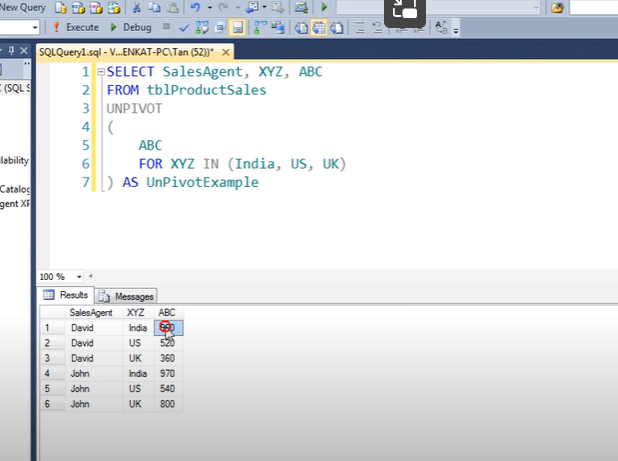 New Query
Execute Debug
SQLQuery1.sql - V...ENKAT-PC\Tan (52))* ×
C (SQL S
1 SELECT SalesAgent, XYZ, ABC
2 FROM tblProductSales
3 UNPIVOT
4 (
5 ABC
6 FOR XYZ IN (India, US, UK)
7 ) AS UnPivotExample
ilability
Catalog
gent XP
100 %
Results Messages
SalesAgent XYZ ABC
1 David India
2 David US 520
3 David UK 360
4 John India 970
5 John US 540
6 John UK 800